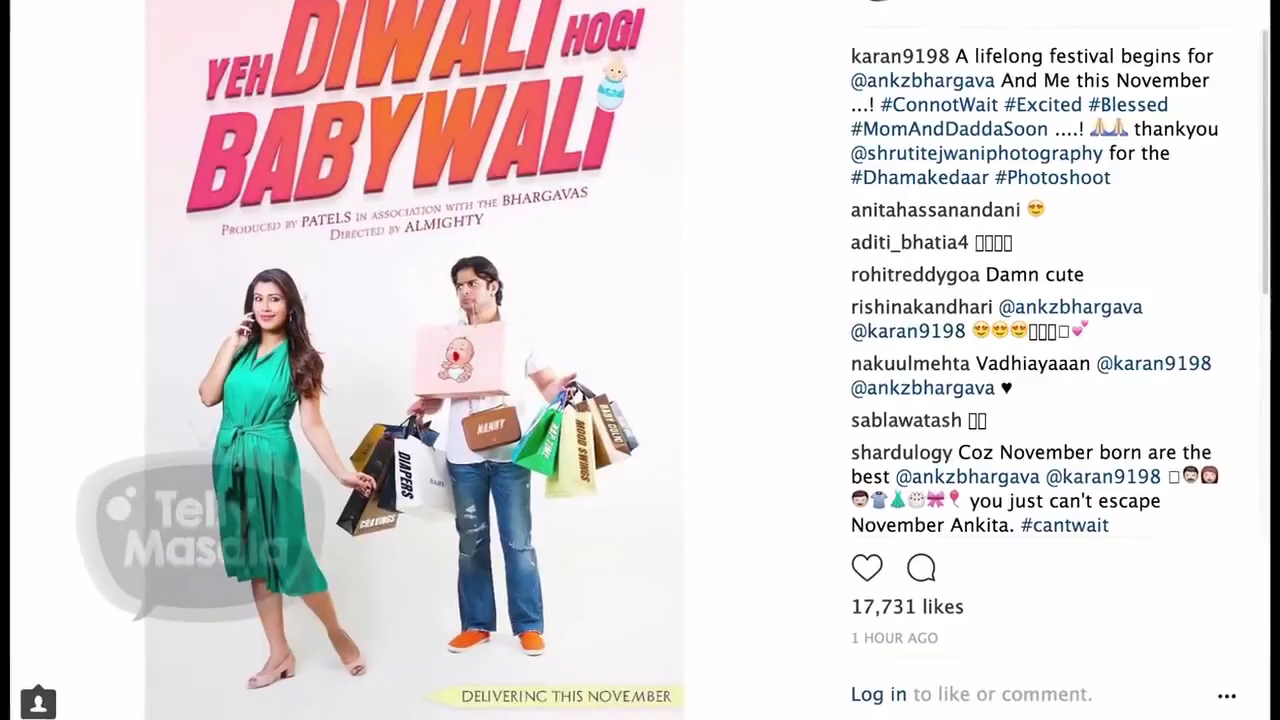 YEH DIWALI HOGI
BABYWALI
PRODUCED BY PATELS IN ASSOCIATION WITH THE BHARGAVAS
DIRECTED BY ALMIGHTY
NANNY
DIAPERS
CRAVINGS
NAP TIME
MOOD SWINGS
BABY COLIC
Telly
Masala
DELIVERING THIS NOVEMBER
karan9198 A lifelong festival begins for
@ankzbhargava And Me this November
...! #ConnotWait #Excited #Blessed
#MomAndDaddaSoon ....! 🙏🙏 thankyou
@shrutitejwaniphotography for the
#Dhamakedaar #Photoshoot
anitahassanandani 😍
aditi_bhatia4
rohitreddygoa Damn cute
rishinakandhari @ankzbhargava
@karan9198 😍😍😍💕
nakuulmehta Vadhiayaaan @karan9198
@ankzbhargava ♥
sablawatash
shardulogy Coz November born are the
best @ankzbhargava @karan9198
you just can't escape
November Ankita. #cantwait
17,731 likes
1 HOUR AGO
Log in to like or comment.